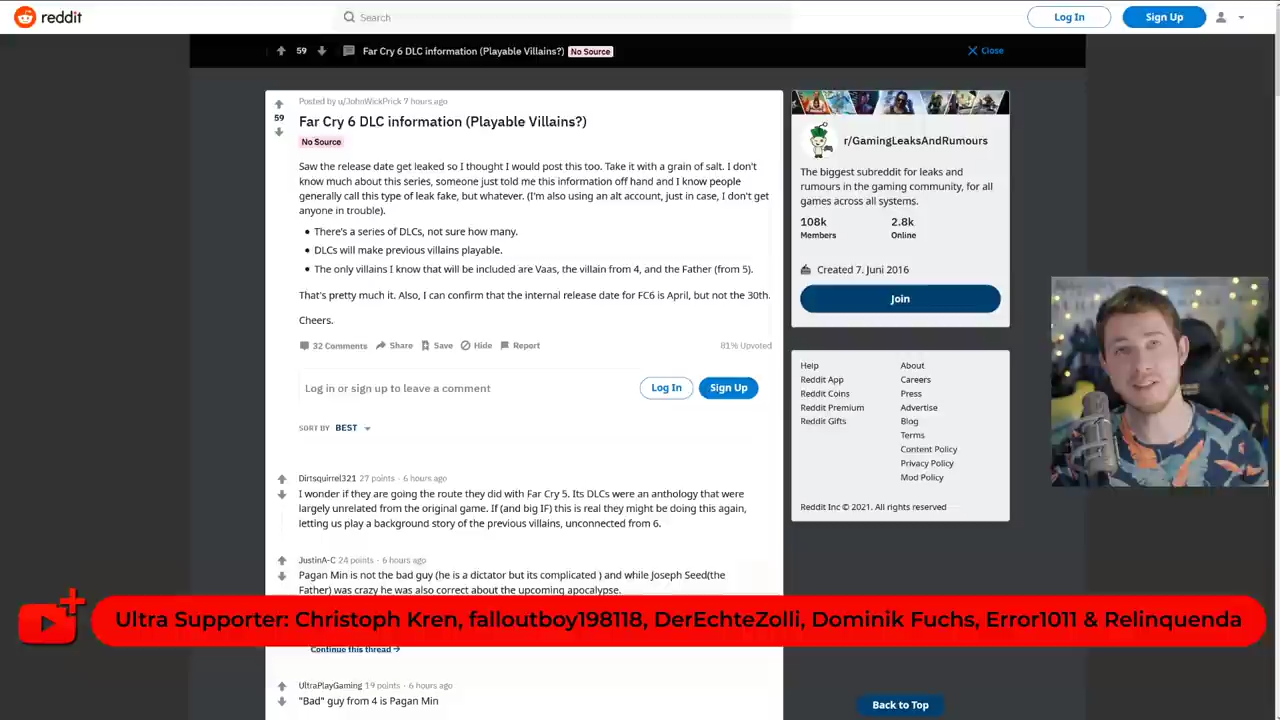 reddit
Search
Log In
Sign Up
59
Far Cry 6 DLC information (Playable Villains?)
No Source
Close
Posted by u/JohnWickPrick 7 hours ago
59
Far Cry 6 DLC information (Playable Villains?)
No Source
Saw the release date get leaked so I thought I would post this too. Take it with a grain of salt. I don't
know much about this series, someone just told me this information off hand and I know people
generally call this type of leak fake, but whatever. (I'm also using an alt account, just in case, I don't get
anyone in trouble).
• There's a series of DLCs, not sure how many.
• DLCs will make previous villains playable.
• The only villains I know that will be included are Vaas, the villain from 4, and the Father (from 5).
That's pretty much it. Also, I can confirm that the internal release date for FC6 is April, but not the 30th.
Cheers.
32 Comments
Share
Save
Hide
Report
81% Upvoted
Log in or sign up to leave a comment
Log In
Sign Up
SORT BY BEST
Dirtsquirrel321 27 points · 6 hours ago
I wonder if they are going the route they did with Far Cry 5. Its DLCs were an anthology that were
largely unrelated from the original game. If (and big IF) this is real they might be doing this again,
letting us play a background story of the previous villains, unconnected from 6.
JustinA-C 24 points · 6 hours ago
Pagan Min is not the bad guy (he is a dictator but its complicated ) and while Joseph Seed(the
Father) was crazy he was also correct about the upcoming apocalypse.
Continue this thread →
UltraPlayGaming 19 points · 6 hours ago
"Bad" guy from 4 is Pagan Min
r/GamingLeaksAndRumours
The biggest subreddit for leaks and
rumours in the gaming community, for all
games across all systems.
108k
Members
2.8k
Online
Created 7. Juni 2016
Join
Help
Reddit App
Reddit Coins
Reddit Premium
Reddit Gifts
About
Careers
Press
Advertise
Blog
Terms
Content Policy
Privacy Policy
Mod Policy
Reddit Inc © 2021. All rights reserved
Back to Top
Ultra Supporter: Christoph Kren, falloutboy198118, DerEchteZolli, Dominik Fuchs, Error1011 & Relinquenda